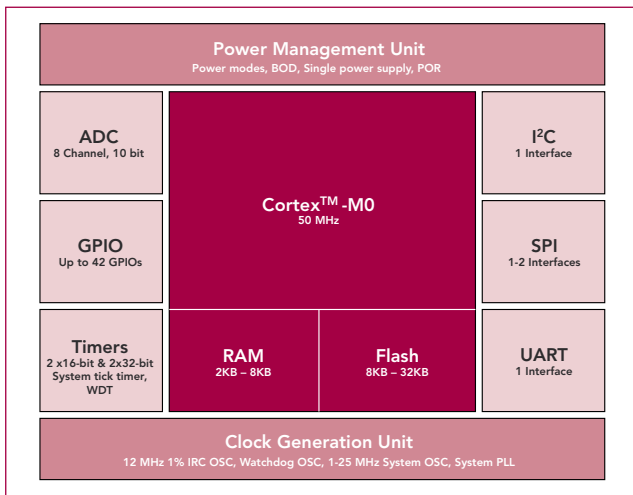 Power Management Unit
Power modes, BOD, Single power supply, POR
ADC
8 Channel, 10 bit
GPIO
Up to 42 GPIOs
Timers
2 x16-bit & 2x32-bit
System tick timer,
WDT
Cortex™ -M0
50 MHz
RAM
2KB – 8KB
Flash
8KB – 32KB
I²C
1 Interface
SPI
1-2 Interfaces
UART
1 Interface
Clock Generation Unit
12 MHz 1% IRC OSC, Watchdog OSC, 1-25 MHz System OSC, System PLL